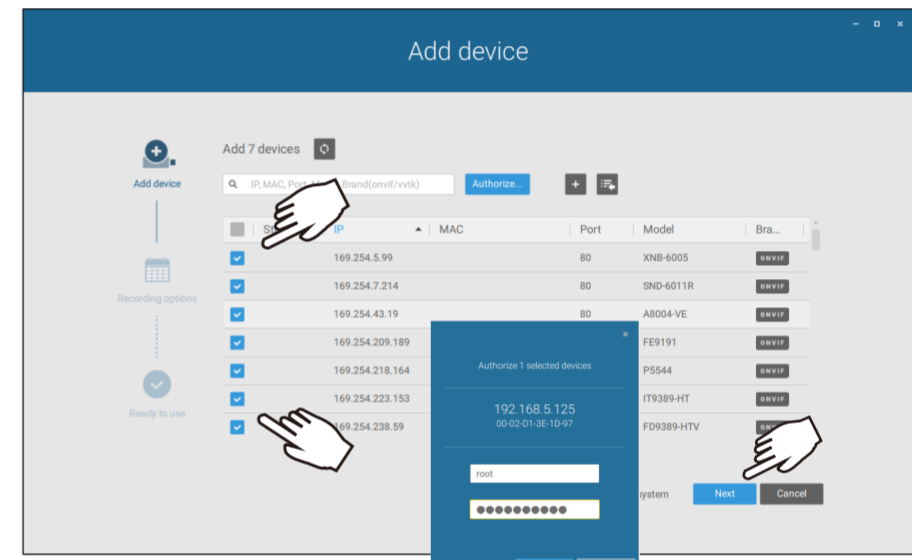 Add device
Add 7 devices
Add device
IP, MAC, Port, Brand(onvif/vvtk)
Authorize...
IP MAC Port Model Bra...
169.254.5.99 80 XNB-6005 ONVIF
169.254.7.214 80 SND-6011R ONVIF
Recording options
169.254.43.19 80 A8004-VE ONVIF
169.254.209.189 FE9191 ONVIF
Authorize 1 selected devices
169.254.218.164 P5544 ONVIF
169.254.223.153 IT9389-HT ONVIF
Ready to use
192.168.5.125
00-02-D1-3E-1D-97
169.254.238.59 FD9389-HTV
root
Next Cancel